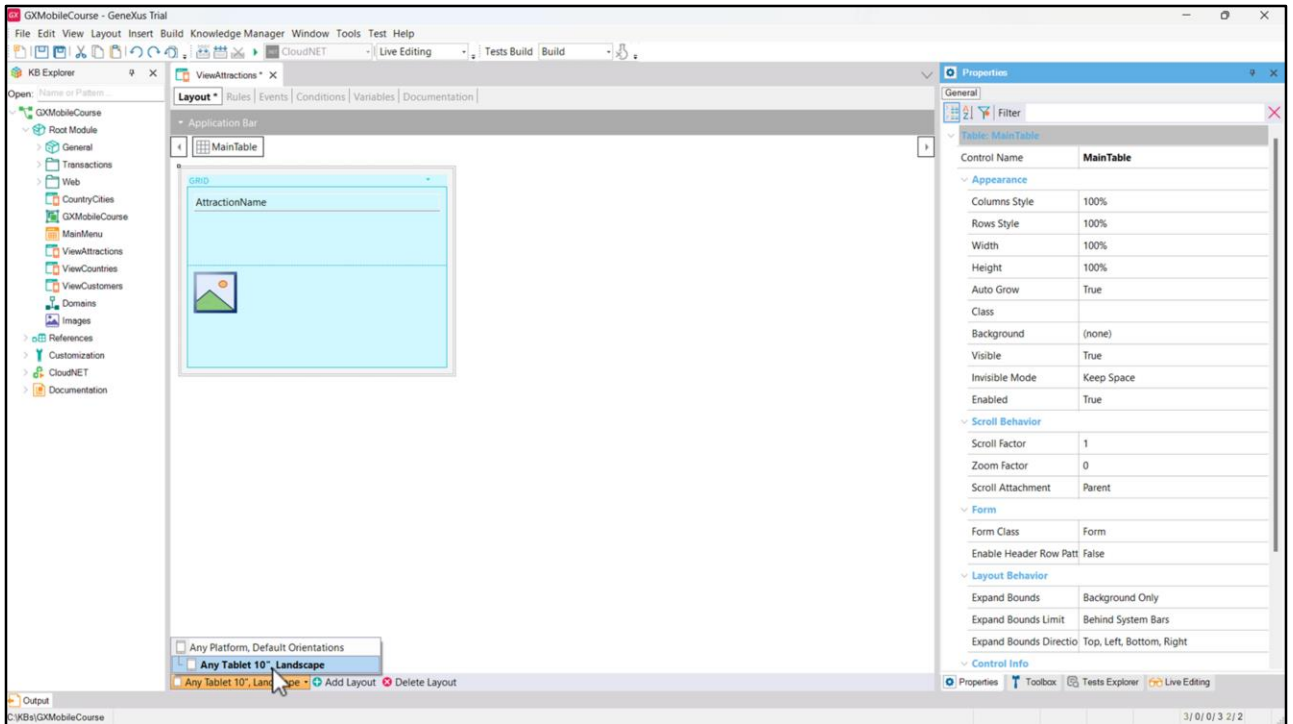 GX GXMobileCourse - GeneXus Trial
File Edit View Layout Insert Build Knowledge Manager Window Tools Test Help
CloudNET Live Editing Tests Build Build
KB Explorer
Open: Name or Pattern...
GXMobileCourse
Root Module
General
Transactions
Web
CountryCities
GXMobileCourse
MainMenu
ViewAttractions
ViewCountries
ViewCustomers
Domains
Images
References
Customization
CloudNET
Documentation
ViewAttractions *
Layout * Rules Events Conditions Variables Documentation
Application Bar
MainTable
GRID
AttractionName
Any Platform, Default Orientations
Any Tablet 10", Landscape
Any Tablet 10", Landscape Add Layout Delete Layout
Properties
General
Filter
Table: MainTable
Control Name MainTable
Appearance
Columns Style 100%
Rows Style 100%
Width 100%
Height 100%
Auto Grow True
Class
Background (none)
Visible True
Invisible Mode Keep Space
Enabled True
Scroll Behavior
Scroll Factor 1
Zoom Factor 0
Scroll Attachment Parent
Form
Form Class Form
Enable Header Row Patt False
Layout Behavior
Expand Bounds Background Only
Expand Bounds Limit Behind System Bars
Expand Bounds Directio Top, Left, Bottom, Right
Control Info
Properties Toolbox Tests Explorer Live Editing
Output
C:\KBs\GXMobileCourse 3/ 0/ 0/ 3 2/ 2